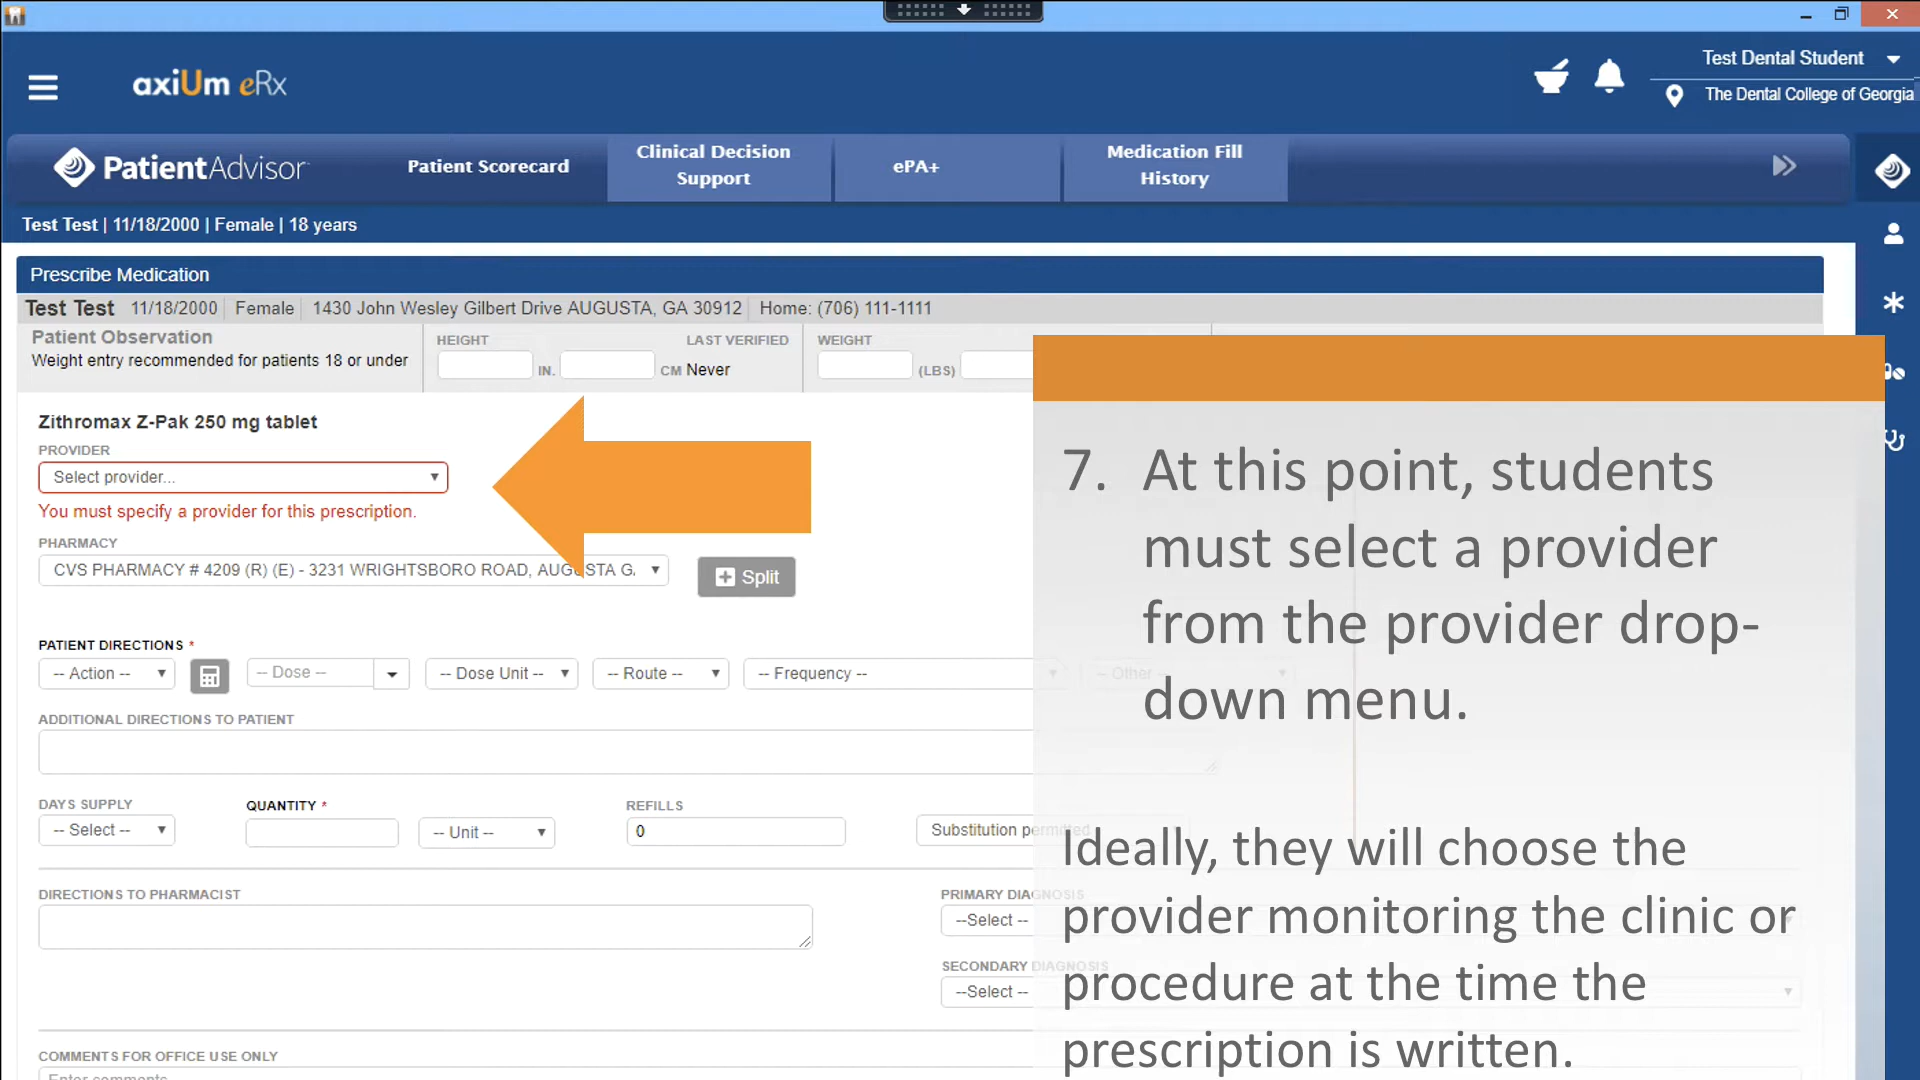 axiUm eRx
Test Dental Student
The Dental College of Georgia
PatientAdvisor
Patient Scorecard
Clinical Decision
Support
ePA+
Medication Fill
History
Test Test | 11/18/2000 | Female | 18 years
Prescribe Medication
Test Test 11/18/2000 Female 1430 John Wesley Gilbert Drive AUGUSTA, GA 30912 Home: (706) 111-1111
Patient Observation
Weight entry recommended for patients 18 or under
HEIGHT
LAST VERIFIED
IN. CM Never
WEIGHT
(LBS)
Zithromax Z-Pak 250 mg tablet
PROVIDER
Select provider...
You must specify a provider for this prescription.
PHARMACY
CVS PHARMACY # 4209 (R) (E) - 3231 WRIGHTSBORO ROAD, AUGUSTA G.
Split
PATIENT DIRECTIONS *
-- Action -- -- Dose -- -- Dose Unit -- -- Route -- -- Frequency -- -- Other --
ADDITIONAL DIRECTIONS TO PATIENT
DAYS SUPPLY QUANTITY * REFILLS
-- Select -- -- Unit -- 0 Substitution permitted
DIRECTIONS TO PHARMACIST
PRIMARY DIAGNOSIS
--Select --
SECONDARY DIAGNOSIS
--Select --
COMMENTS FOR OFFICE USE ONLY
Enter comments
7. At this point, students
must select a provider
from the provider drop-
down menu.
Ideally, they will choose the
provider monitoring the clinic or
procedure at the time the
prescription is written.